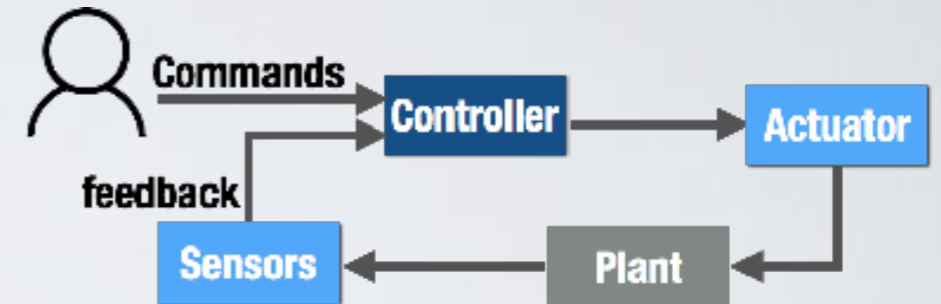 Commands
Controller
Actuator
feedback
Sensors
Plant